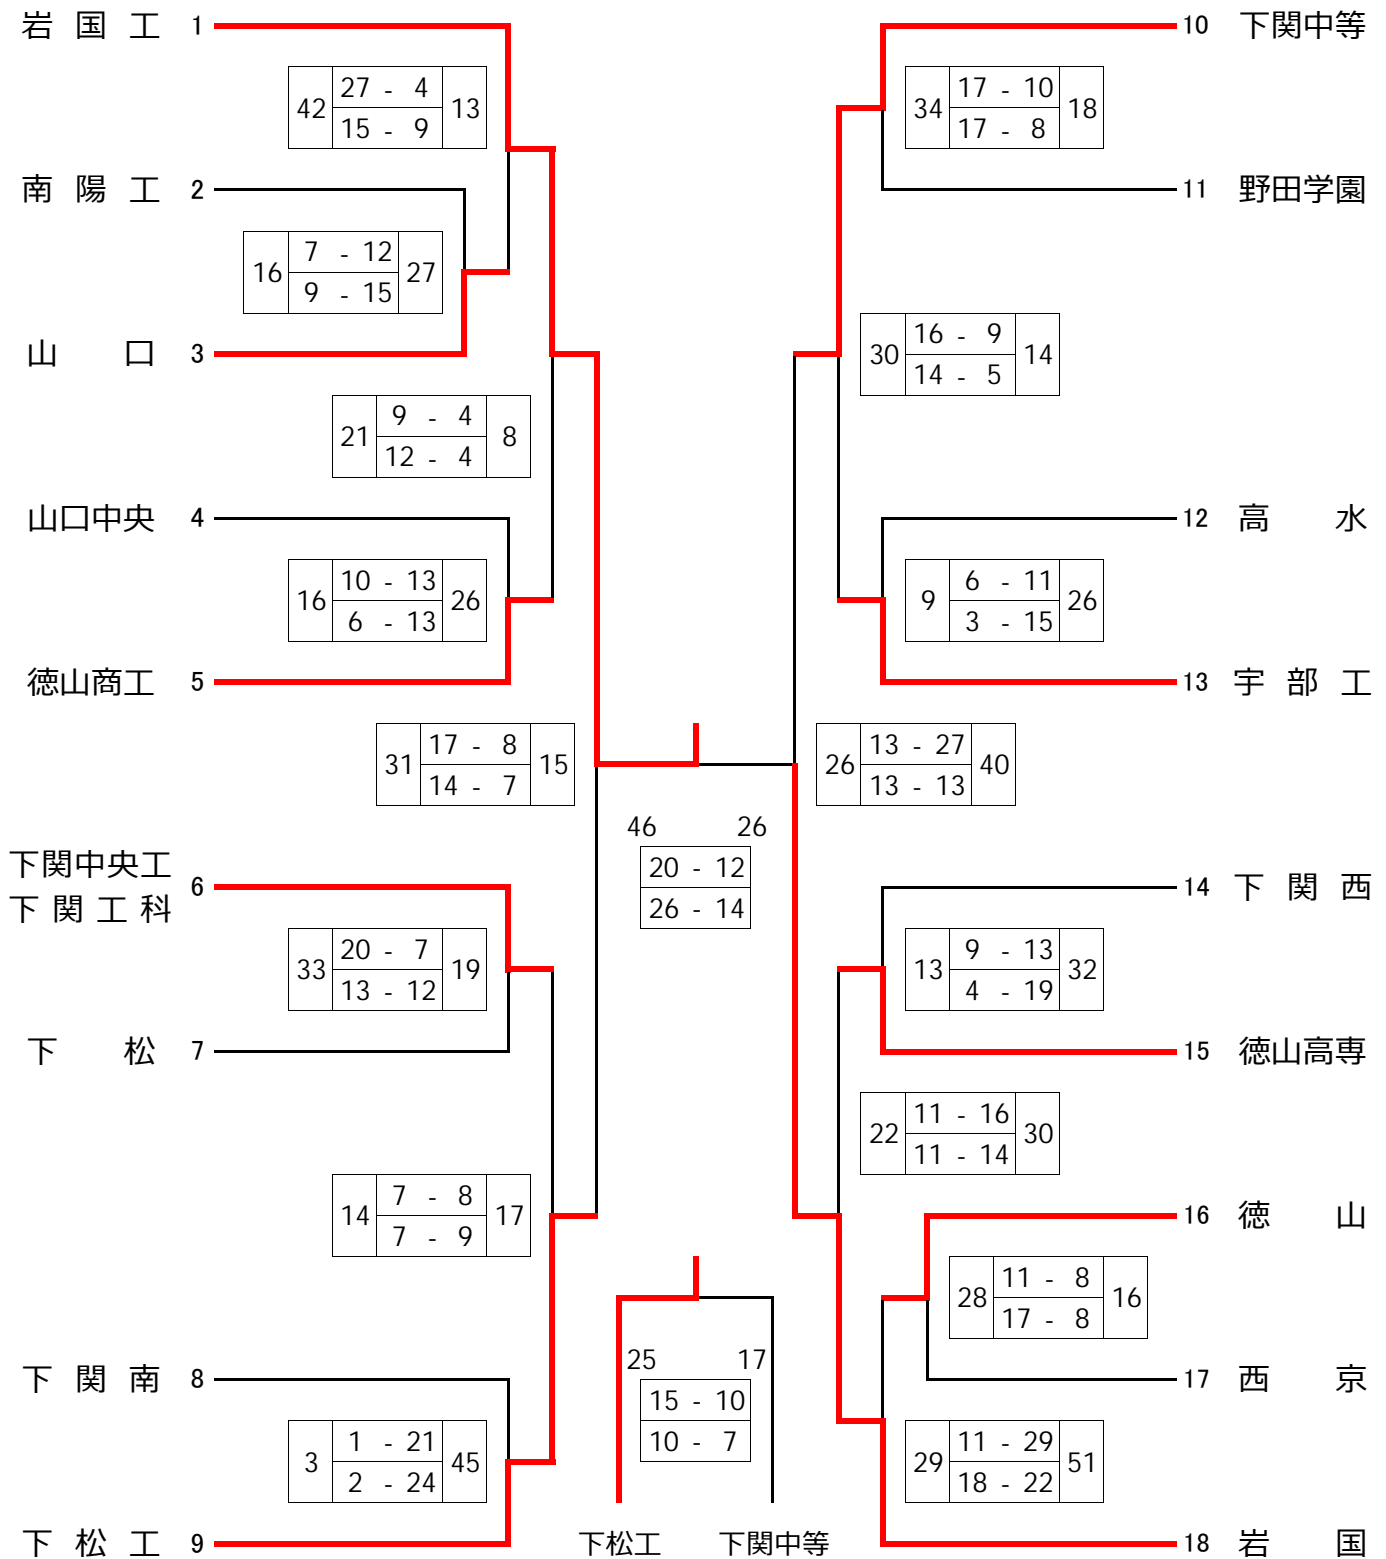 岩 国 工 1
27 - 4
42 13
15 - 9
南 陽 工 2
7 - 12
16 27
9 - 15
山 口 3
9 - 4
21 8
12 - 4
山口中央 4
10 - 13
16 26
6 - 13
徳山商工 5
17 - 8
31 15
14 - 7
下関中央工
下 関 工 科 6
20 - 7
33 19
13 - 12
下 松 7
7 - 8
14 17
7 - 9
下 関 南 8
1 - 21
3 45
2 - 24
下 松 工 9
46 26
20 - 12
26 - 14
25 17
15 - 10
10 - 7
下松工 下関中等
10 下関中等
17 - 10
34 18
17 - 8
11 野田学園
16 - 9
30 14
14 - 5
12 高 水
6 - 11
9 26
3 - 15
13 宇 部 工
13 - 27
26 40
13 - 13
14 下 関 西
9 - 13
13 32
4 - 19
15 徳山高専
11 - 16
22 30
11 - 14
16 徳 山
11 - 8
28 16
17 - 8
17 西 京
11 - 29
29 51
18 - 22
18 岩 国